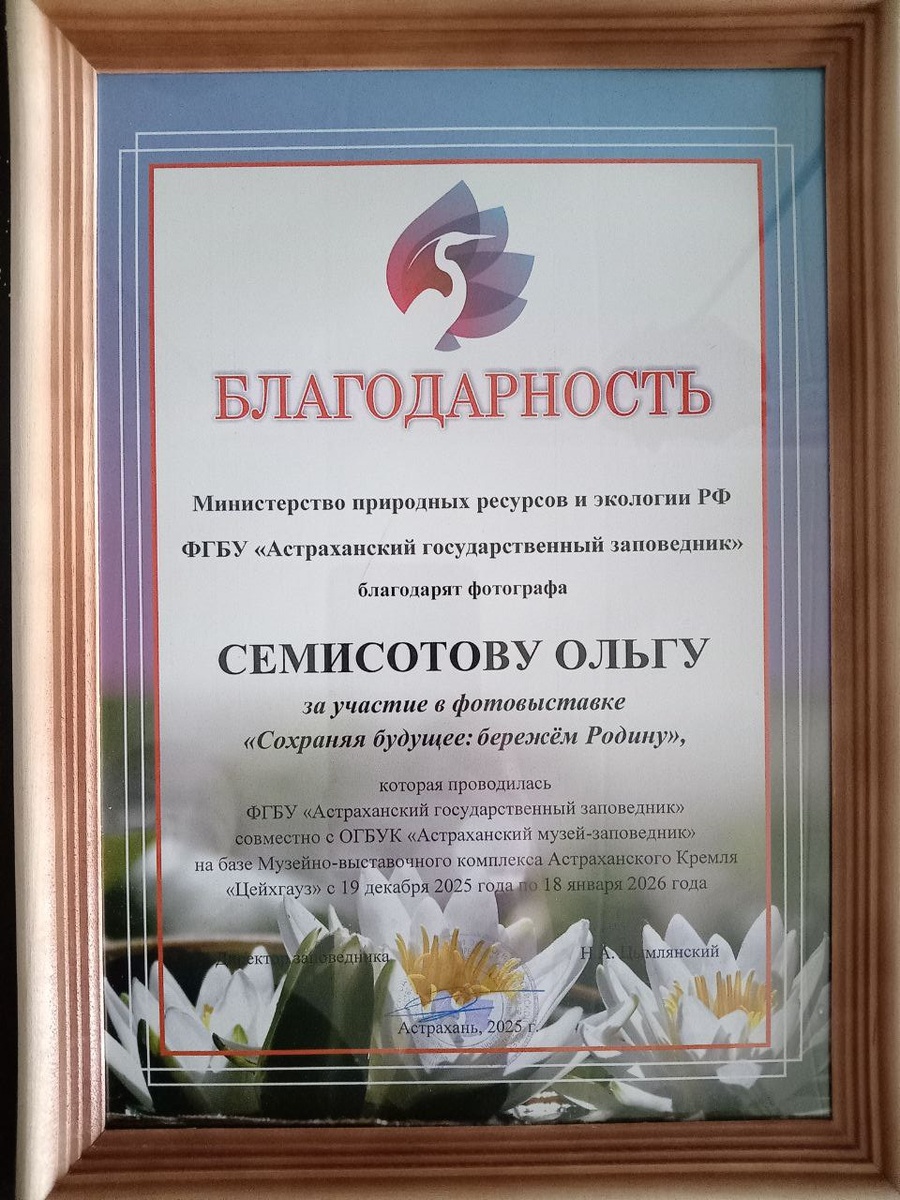 БЛАГОДАРНОСТЬ
Министерство природных ресурсов и экологии РФ
ФГБУ «Астраханский государственный заповедник»
благодарят фотографа
СЕМИСОТОВУ ОЛЬГУ
за участие в фотовыставке
«Сохраняя будущее: бережём Родину»,
которая проводилась
ФГБУ «Астраханский государственный заповедник»
совместно с ОГБУК «Астраханский музей-заповедник»
на базе Музейно-выставочного комплекса Астраханского Кремля
«Цейхгауз» с 19 декабря 2025 года по 18 января 2026 года
Директор заповедника Н.А. Цымлянский
Астрахань, 2025 г.